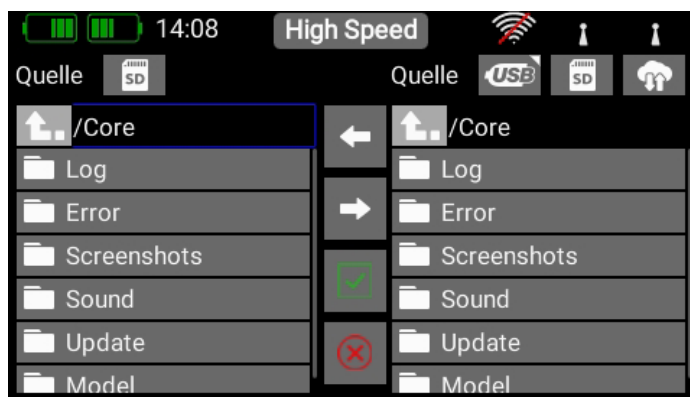 14:08 High Speed
Quelle SD Quelle USB SD
/Core /Core
Log Log
Error Error
Screenshots Screenshots
Sound Sound
Update Update
Model Model